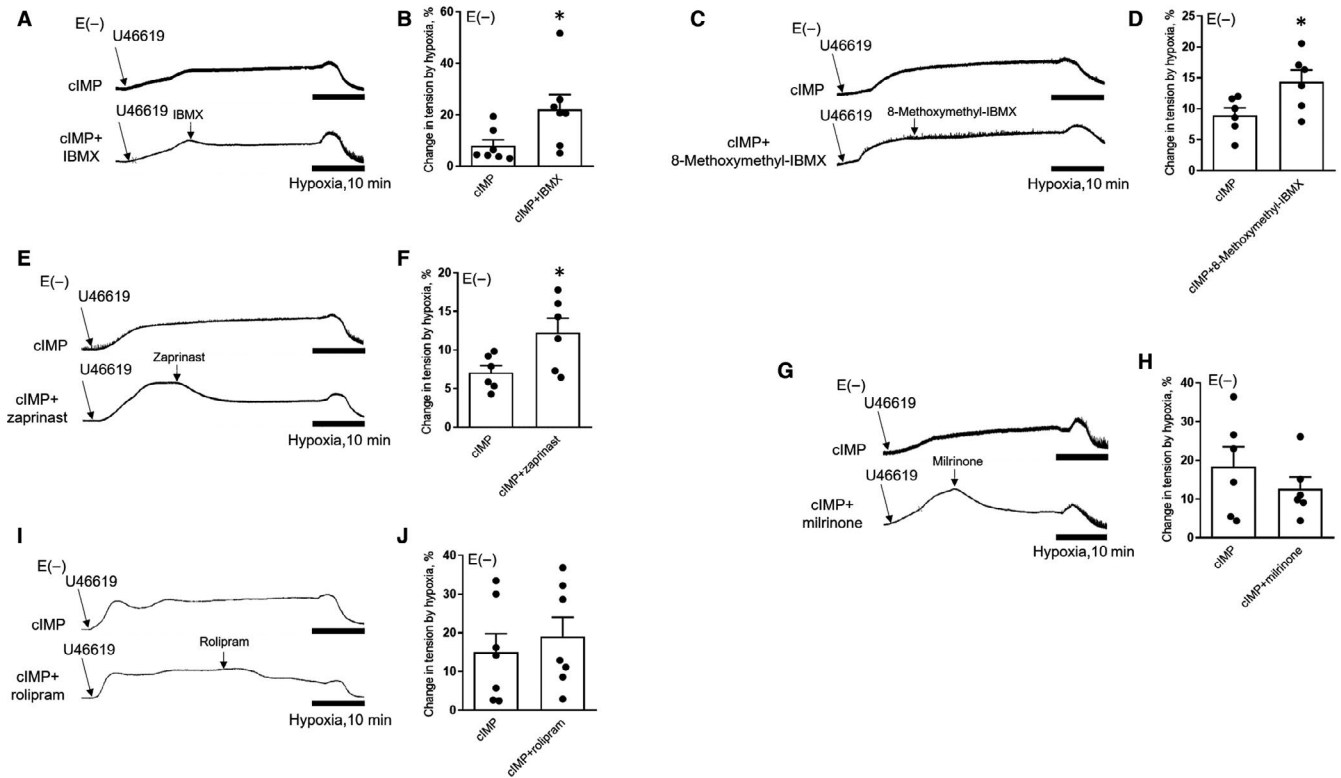 A
E(−)
U46619
cIMP
U46619
IBMX
cIMP+
IBMX
Hypoxia,10 min
B
Change in tension by hypoxia, %
60
40
20
0
E(−)
*
cIMP
cIMP+IBMX
C
E(−)
U46619
cIMP
U46619
8-Methoxymethyl-IBMX
cIMP+
8-Methoxymethyl-IBMX
Hypoxia,10 min
D
Change in tension by hypoxia, %
25
20
15
10
5
0
E(−)
*
cIMP
cIMP+8-Methoxymethyl-IBMX
E
E(−)
U46619
cIMP
U46619
Zaprinast
cIMP+
zaprinast
Hypoxia,10 min
F
Change in tension by hypoxia, %
20
15
10
5
0
E(−)
*
cIMP
cIMP+zaprinast
G
E(−)
U46619
cIMP
U46619
Milrinone
cIMP+
milrinone
Hypoxia,10 min
H
Change in tension by hypoxia, %
40
30
20
10
0
E(−)
cIMP
cIMP+milrinone
I
E(−)
U46619
cIMP
U46619
Rolipram
cIMP+
rolipram
Hypoxia,10 min
J
Change in tension by hypoxia, %
40
30
20
10
0
E(−)
cIMP
cIMP+rolipram